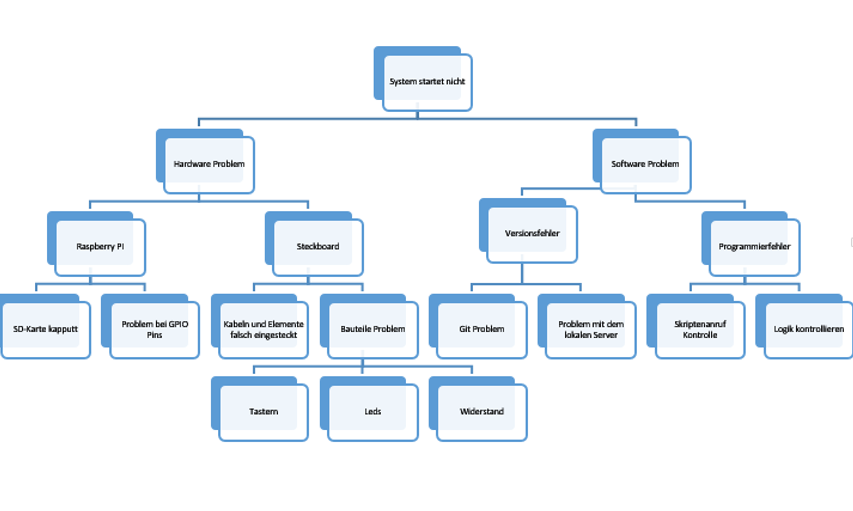 System startet nicht
Hardware Problem
Software Problem
Raspberry Pi
Steckboard
Versionsfehler
Programmierfehler
SD-Karte kapputt
Problem bei GPIO
Pins
Kabeln und Elemente
falsch eingesteckt
Bauteile Problem
Git Problem
Problem mit dem
lokalen Server
Skriptenanruf
Kontrolle
Logik kontrollieren
Tastern
Leds
Widerstand